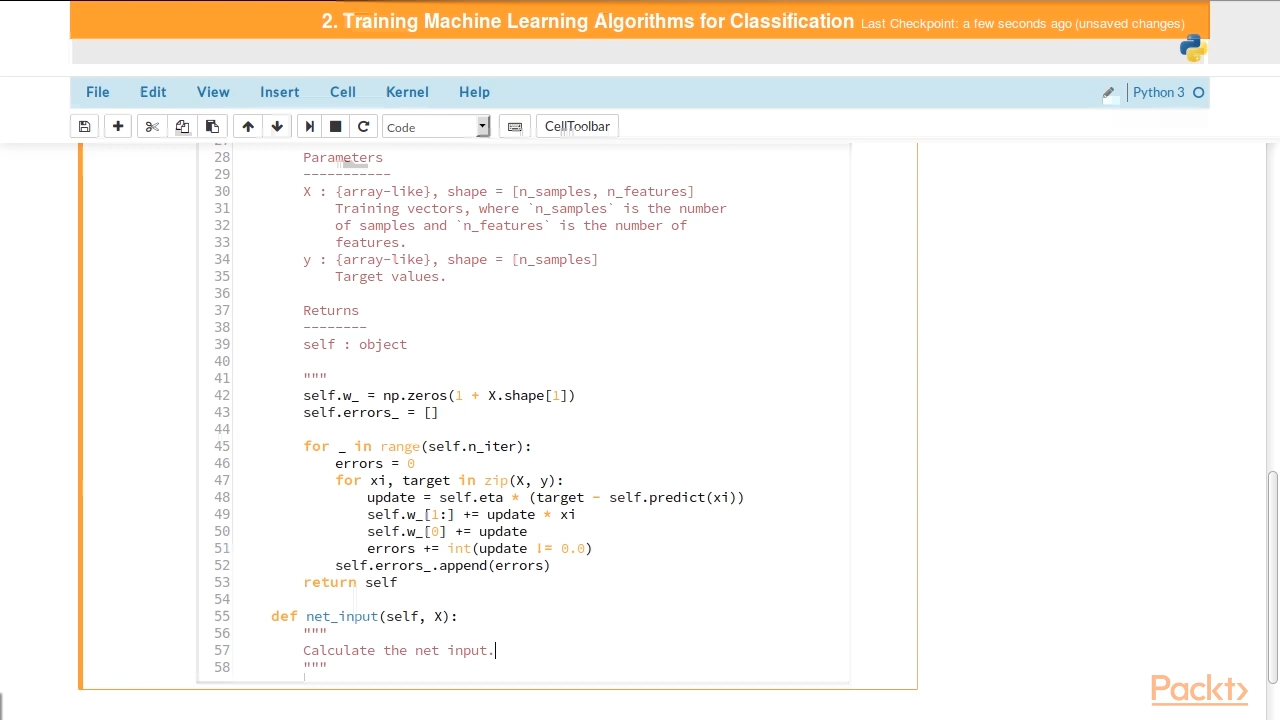 2. Training Machine Learning Algorithms for Classification Last Checkpoint: a few seconds ago (unsaved changes)
File Edit View Insert Cell Kernel Help Python 3
Code CellToolbar
28 Parameters
29 -----------
30 X : {array-like}, shape = [n_samples, n_features]
31 Training vectors, where `n_samples` is the number
32 of samples and `n_features` is the number of
33 features.
34 y : {array-like}, shape = [n_samples]
35 Target values.
36
37 Returns
38 --------
39 self : object
40
41 """
42 self.w_ = np.zeros(1 + X.shape[1])
43 self.errors_ = []
44
45 for _ in range(self.n_iter):
46 errors = 0
47 for xi, target in zip(X, y):
48 update = self.eta * (target - self.predict(xi))
49 self.w_[1:] += update * xi
50 self.w_[0] += update
51 errors += int(update != 0.0)
52 self.errors_.append(errors)
53 return self
54
55 def net_input(self, X):
56 """
57 Calculate the net input.
58 """
Packt>